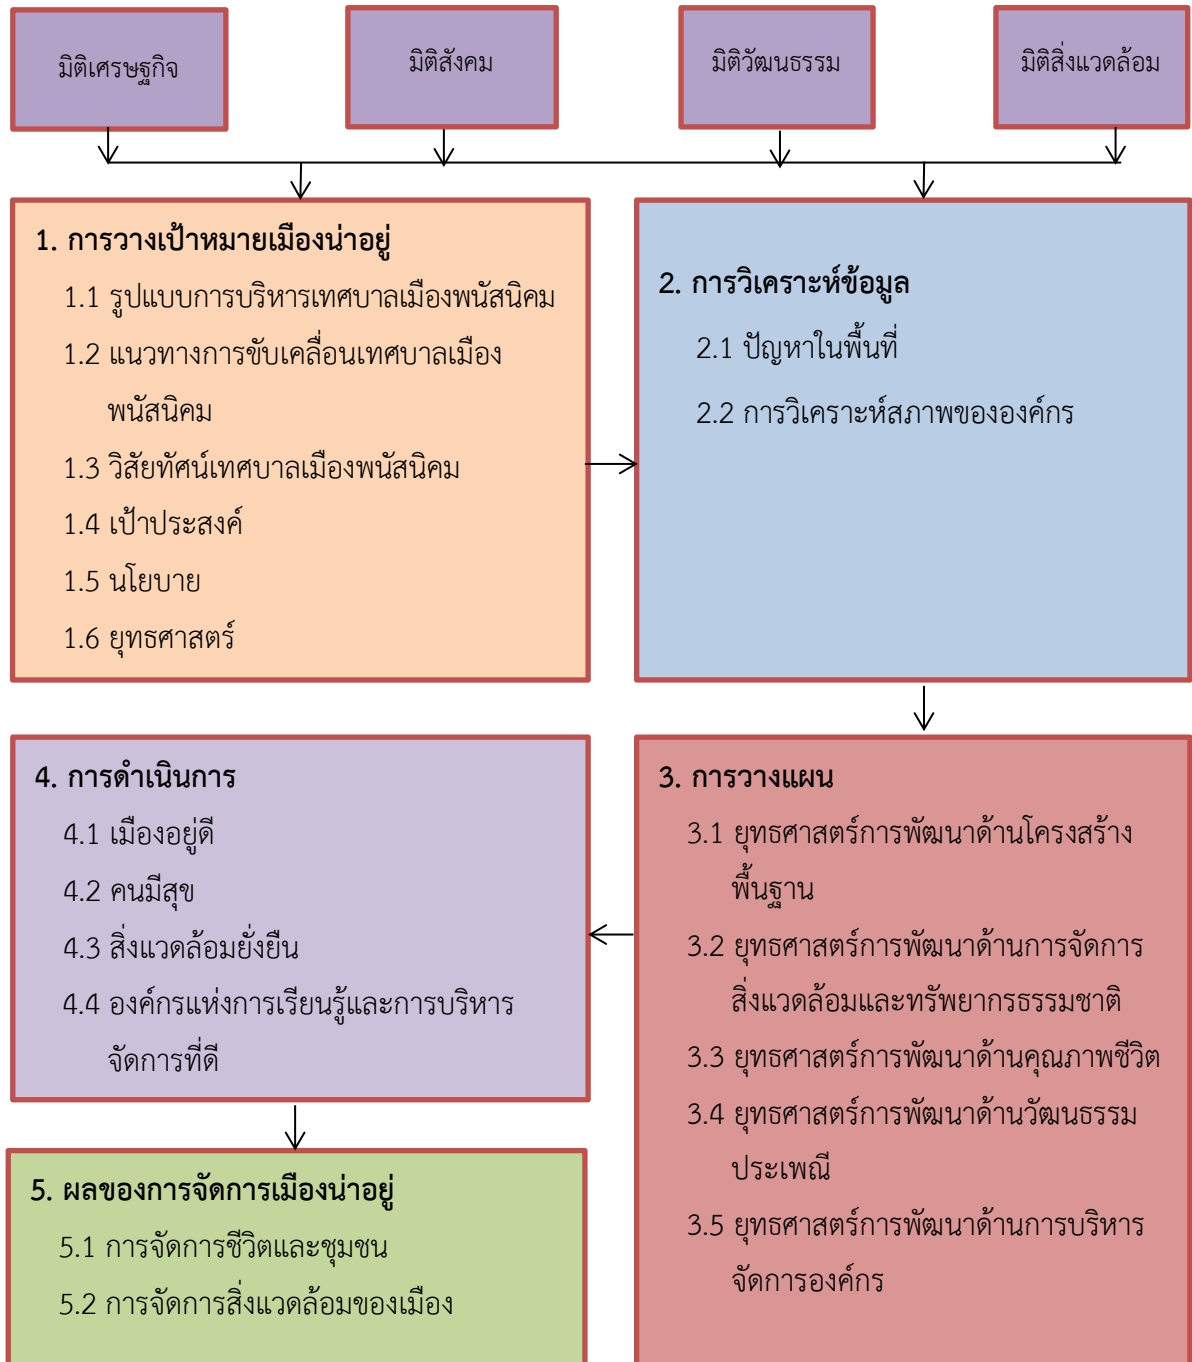 มิติเศรษฐกิจ
มิติสังคม
มิติวัฒนธรรม
มิติสิ่งแวดล้อม
1. การวางเป้าหมายเมืองน่าอยู่
1.1 รูปแบบการบริหารเทศบาลเมืองพนัสนิคม
1.2 แนวทางการขับเคลื่อนเทศบาลเมือง
พนัสนิคม
1.3 วิสัยทัศน์เทศบาลเมืองพนัสนิคม
1.4 เป้าประสงค์
1.5 นโยบาย
1.6 ยุทธศาสตร์
2. การวิเคราะห์ข้อมูล
2.1 ปัญหาในพื้นที่
2.2 การวิเคราะห์สภาพขององค์กร
3. การวางแผน
3.1 ยุทธศาสตร์การพัฒนาด้านโครงสร้าง
พื้นฐาน
3.2 ยุทธศาสตร์การพัฒนาด้านการจัดการ
สิ่งแวดล้อมและทรัพยากรธรรมชาติ
3.3 ยุทธศาสตร์การพัฒนาด้านคุณภาพชีวิต
3.4 ยุทธศาสตร์การพัฒนาด้านวัฒนธรรม
ประเพณี
3.5 ยุทธศาสตร์การพัฒนาด้านการบริหาร
จัดการองค์กร
4. การดำเนินการ
4.1 เมืองอยู่ดี
4.2 คนมีสุข
4.3 สิ่งแวดล้อมยั่งยืน
4.4 องค์กรแห่งการเรียนรู้และการบริหาร
จัดการที่ดี
5. ผลของการจัดการเมืองน่าอยู่
5.1 การจัดการชีวิตและชุมชน
5.2 การจัดการสิ่งแวดล้อมของเมือง